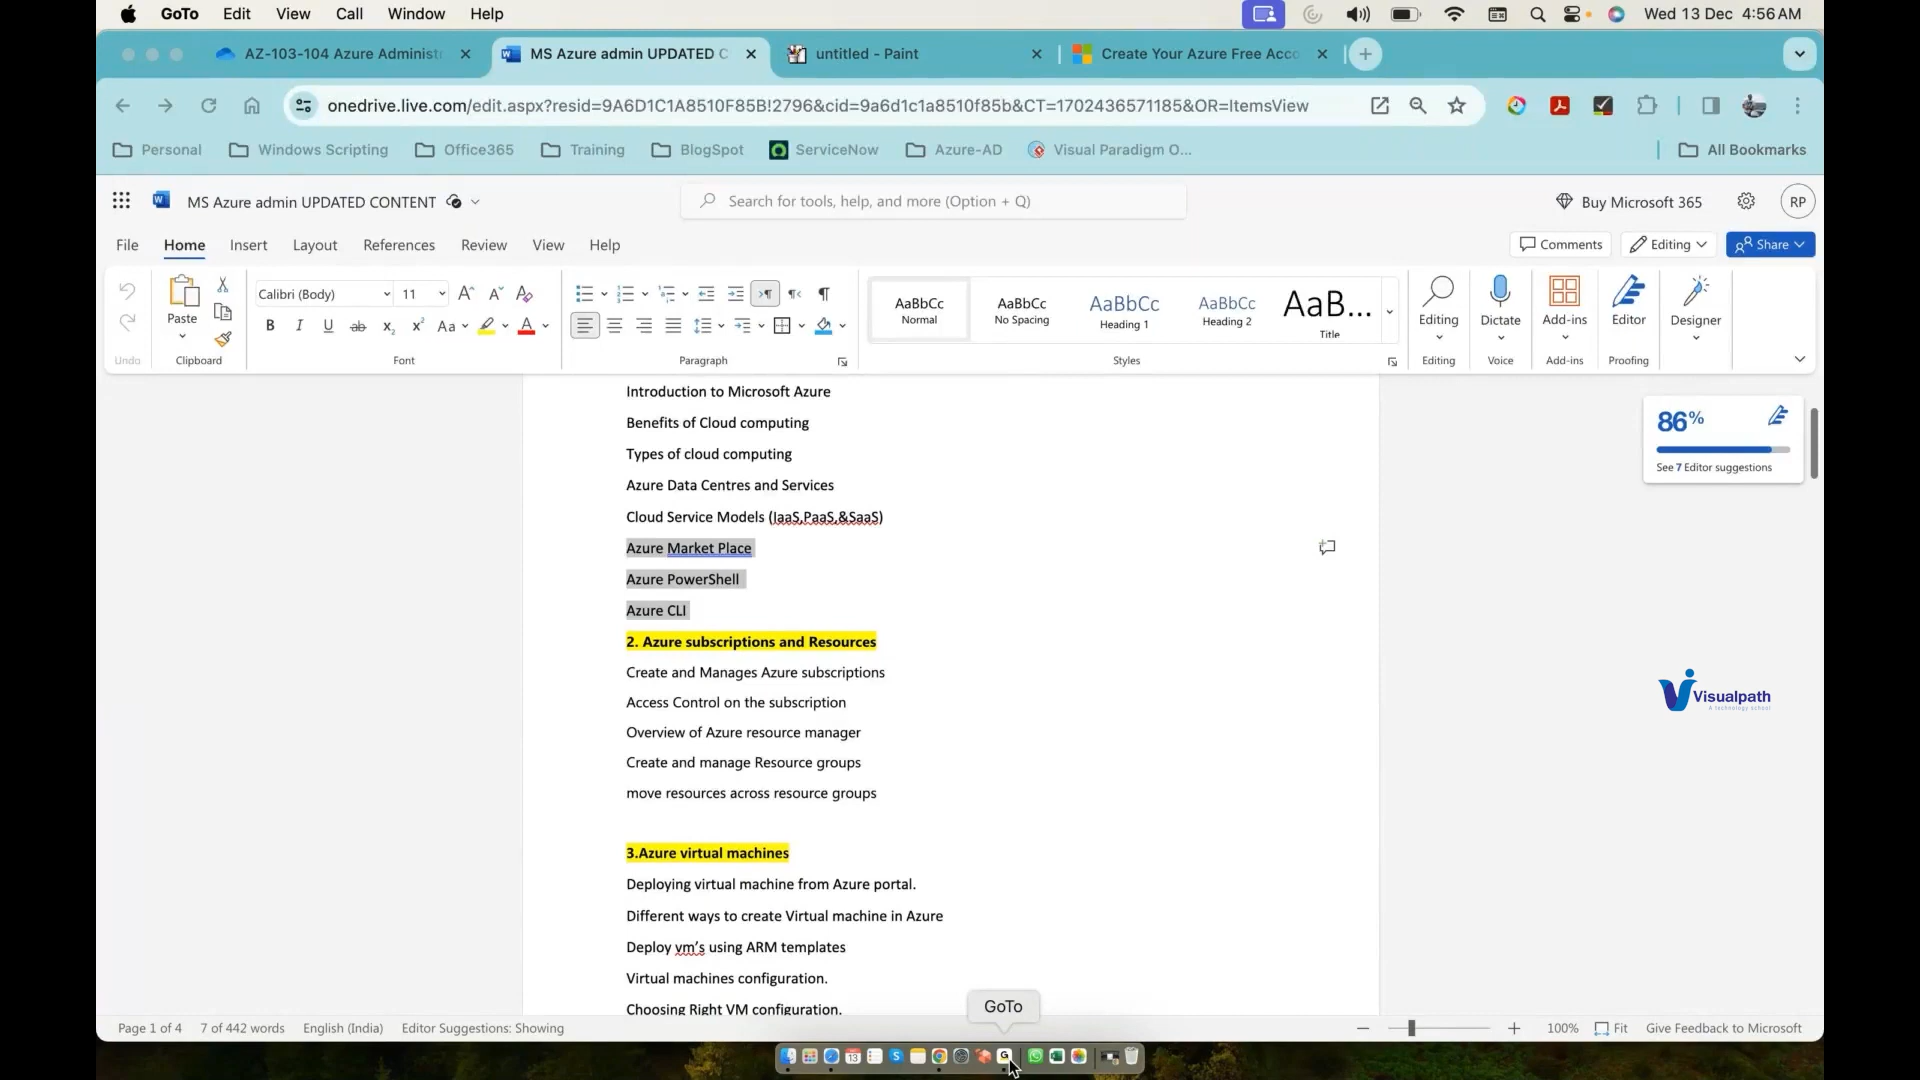 GoTo Edit View Call Window Help Wed 13 Dec 4:56 AM
AZ-103-104 Azure Administr MS Azure admin UPDATED C untitled - Paint Create Your Azure Free Acco
onedrive.live.com/edit.aspx?resid=9A6D1C1A8510F85B!2796&cid=9a6d1c1a8510f85b&CT=1702436571185&OR=ItemsView
Personal Windows Scripting Office365 Training BlogSpot ServiceNow Azure-AD Visual Paradigm O... All Bookmarks
MS Azure admin UPDATED CONTENT Search for tools, help, and more (Option + Q) Buy Microsoft 365 RP
File Home Insert Layout References Review View Help Comments Editing Share
Calibri (Body) 11 AaBbCc AaBbCc AaBbCc AaBbCc AaB...
Paste Normal No Spacing Heading 1 Heading 2 Title Editing Dictate Add-ins Editor Designer
Undo Clipboard Font Paragraph Styles Editing Voice Add-ins Proofing
Introduction to Microsoft Azure
Benefits of Cloud computing
Types of cloud computing
Azure Data Centres and Services
Cloud Service Models (IaaS,PaaS,&SaaS)
Azure Market Place
Azure PowerShell
Azure CLI
2. Azure subscriptions and Resources
Create and Manages Azure subscriptions
Access Control on the subscription
Overview of Azure resource manager
Create and manage Resource groups
move resources across resource groups
3.Azure virtual machines
Deploying virtual machine from Azure portal.
Different ways to create Virtual machine in Azure
Deploy vm's using ARM templates
Virtual machines configuration.
Choosing Right VM configuration.
86%
See 7 Editor suggestions
Visualpath
A technology school
GoTo
Page 1 of 4 7 of 442 words English (India) Editor Suggestions: Showing 100% Fit Give Feedback to Microsoft